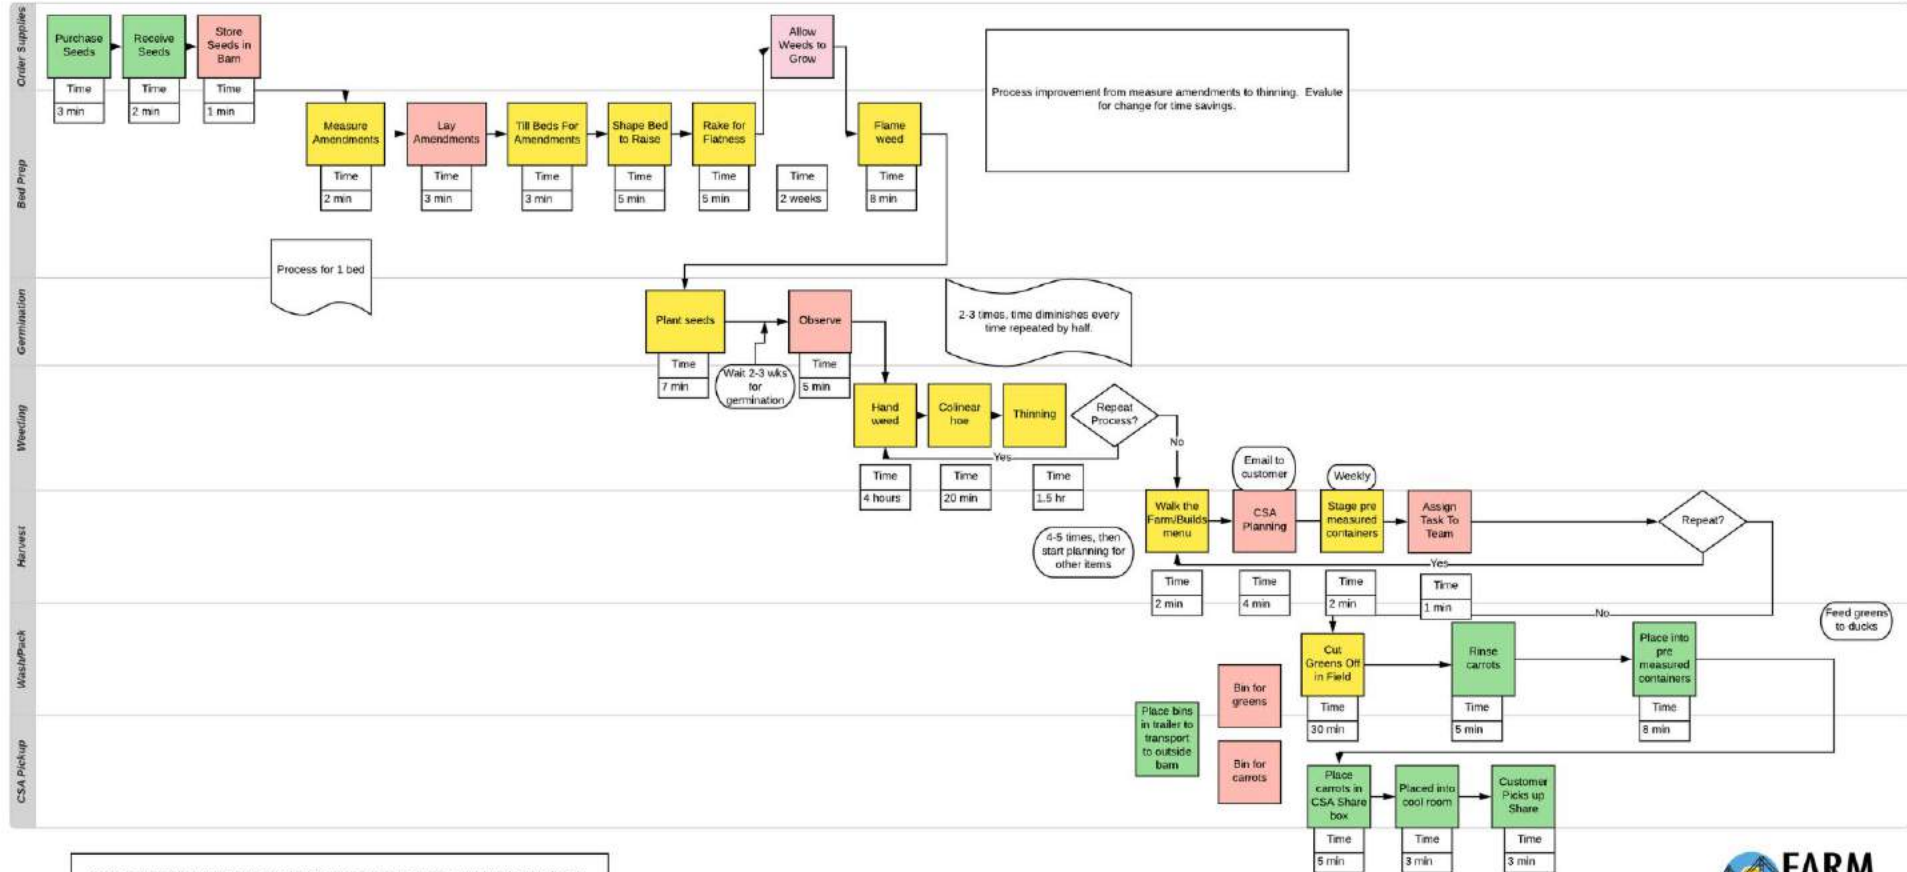 Order Supplies
Purchase
Seeds
Time
3 min
Receive
Seeds
Time
2 min
Store
Seeds in
Barn
Time
1 min
Allow
Weeds to
Grow
Process improvement from measure amendments to thinning. Evalute
for change for time savings.
Bed Prep
Measure
Amendments
Time
2 min
Lay
Amendments
Time
3 min
Till Beds For
Amendments
Time
3 min
Shape Bed
to Raise
Time
5 min
Rake for
Flatness
Time
5 min
Time
2 weeks
Flame
weed
Time
8 min
Process for 1 bed
Germination
Plant seeds
Time
7 min
Wait 2-3 wks
for
germination
Observe
Time
5 min
2-3 times, time diminishes every
time repeated by half.
Weeding
Hand
weed
Time
4 hours
Colinear
hoe
Time
20 min
Thinning
Time
1.5 hr
Repeat
Process?
Yes
No
Harvest
4-5 times, then
start planning for
other items
Walk the
Farm/Builds
menu
Time
2 min
Email to
customer
CSA
Planning
Time
4 min
Weekly
Stage pre
measured
containers
Time
2 min
Assign
Task To
Team
Time
1 min
Repeat?
Yes
No
Wash/Pack
Cut
Greens Off
in Field
Time
30 min
Rinse
carrots
Time
5 min
Place into
pre
measured
containers
Time
8 min
Feed greens
to ducks
Bin for
greens
Bin for
carrots
Place bins
in trailer to
transport
to outside
barn
CSA Pickup
Place
carrots in
CSA Share
box
Time
5 min
Placed into
cool room
Time
3 min
Customer
Picks up
Share
Time
3 min
FARM